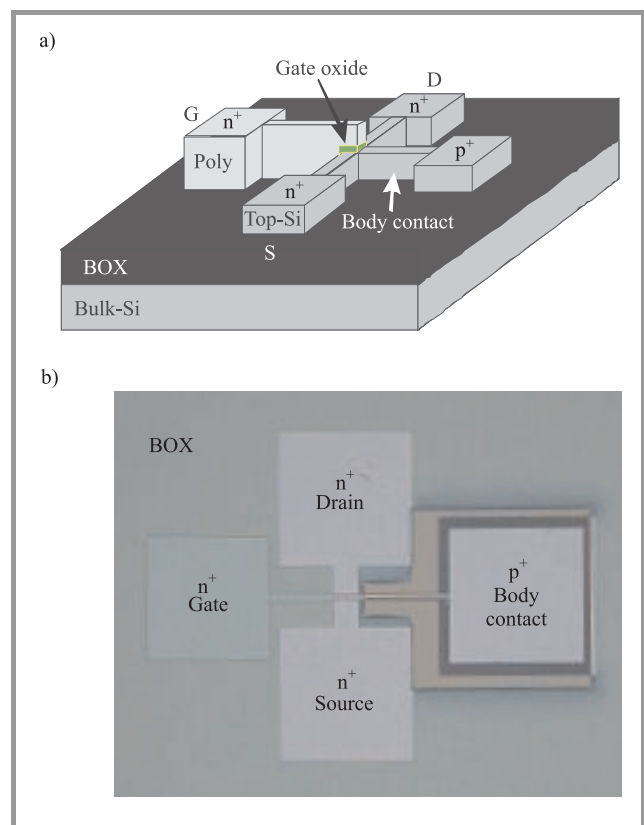 a)
Gate oxide
D
G
n+
n+
p+
Poly
n+
Top-Si
Body contact
S
BOX
Bulk-Si
b)
BOX
n+
Drain
n+
Gate
p+
Body
contact
n+
Source